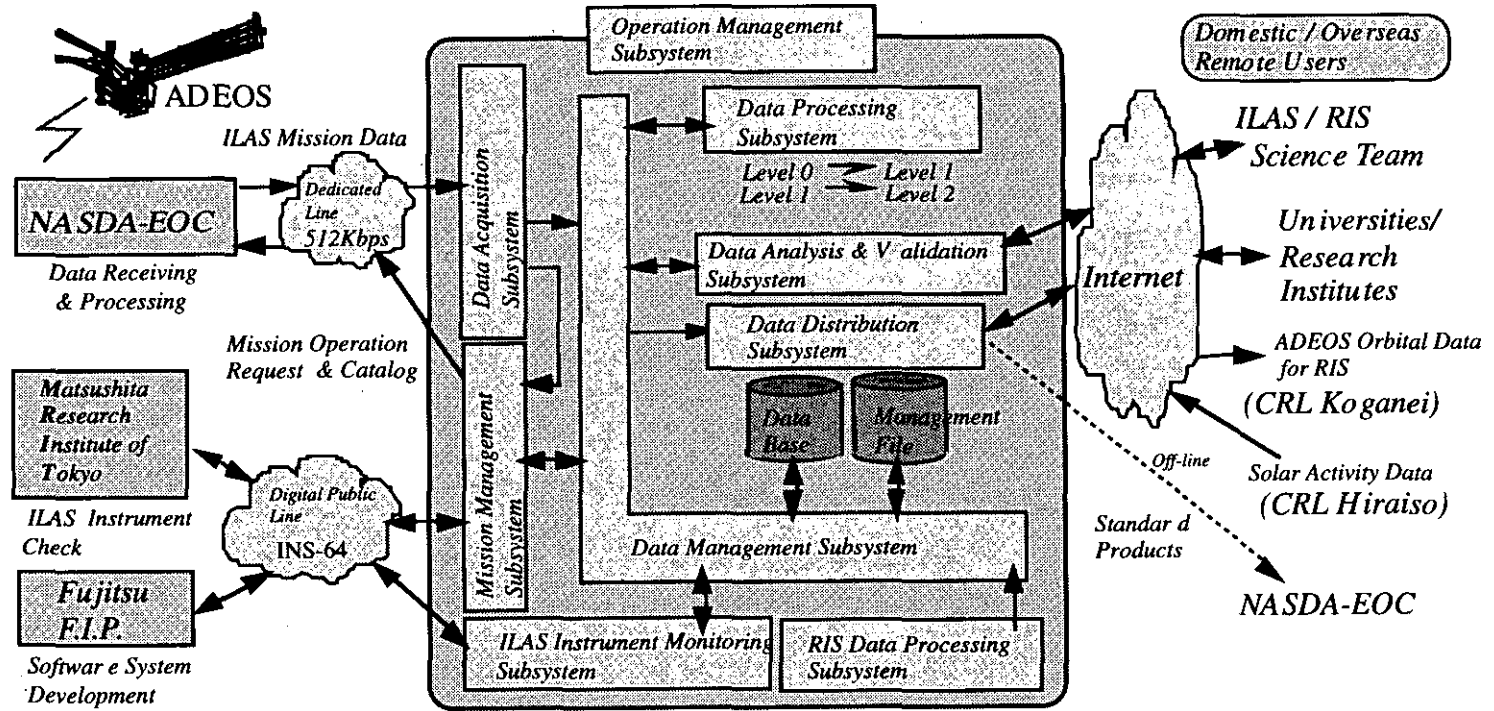 Operation Management
Subsystem
Domestic / Overseas
Remote Users
ADEOS
ILAS Mission Data
Dedicated
Line
512Kbps
NASDA-EOC
Data Receiving
& Processing
Mission Operation
Request & Catalog
Matsushita
Research
Institute of
Tokyo
ILAS Instrument
Check
Digital Public
Line
INS-64
Fujitsu
F.I.P.
Softwar e System
Development
Data Acquisition
Subsystem
Mission Management
Subsystem
Data Processing
Subsystem
Level 0 Level 1
Level 1 Level 2
Data Analysis & V alidation
Subsystem
Data Distribution
Subsystem
Data
Base
Management
File
Data Management Subsystem
ILAS Instrument Monitoring
Subsystem
RIS Data Processing
Subsystem
Internet
ILAS / RIS
Science Team
Universities/
Research
Institutes
ADEOS Orbital Data
for RIS
(CRL Koganei)
Off-line
Solar Activity Data
(CRL Hiraiso)
Standar d
Products
NASDA-EOC